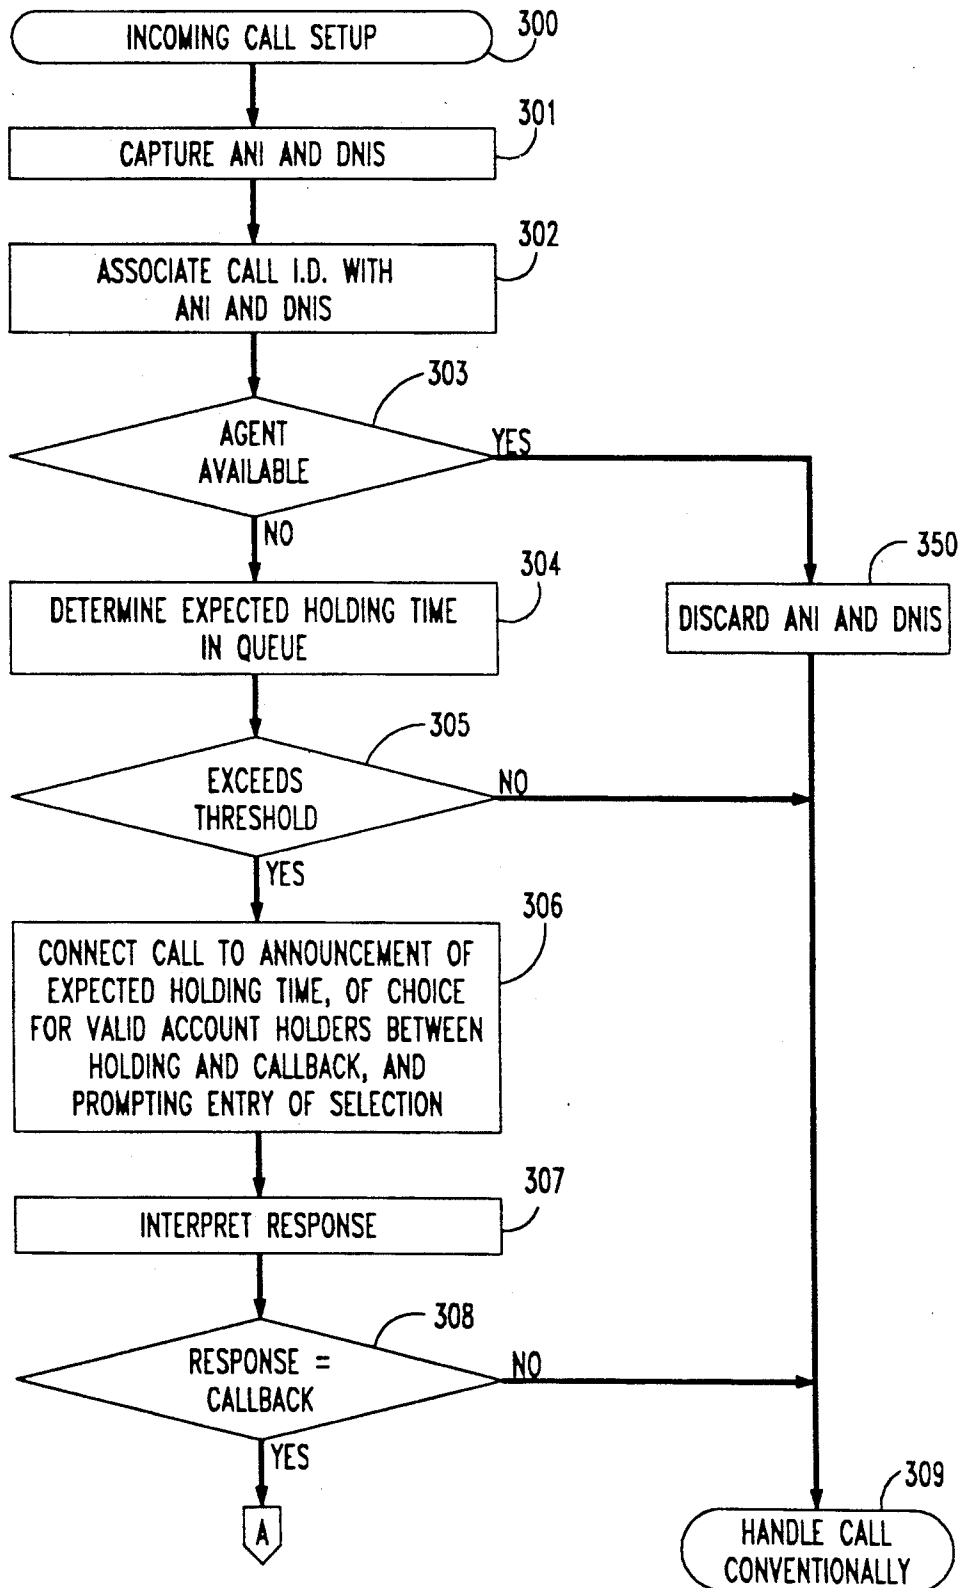 INCOMING CALL SETUP
300
301
CAPTURE ANI AND DNIS
302
ASSOCIATE CALL I.D. WITH
ANI AND DNIS
303
AGENT
AVAILABLE
YES
NO
304
DETERMINE EXPECTED HOLDING TIME
IN QUEUE
350
DISCARD ANI AND DNIS
305
EXCEEDS
THRESHOLD
NO
YES
306
CONNECT CALL TO ANNOUNCEMENT OF
EXPECTED HOLDING TIME, OF CHOICE
FOR VALID ACCOUNT HOLDERS BETWEEN
HOLDING AND CALLBACK, AND
PROMPTING ENTRY OF SELECTION
307
INTERPRET RESPONSE
308
RESPONSE =
CALLBACK
NO
YES
A
309
HANDLE CALL
CONVENTIONALLY